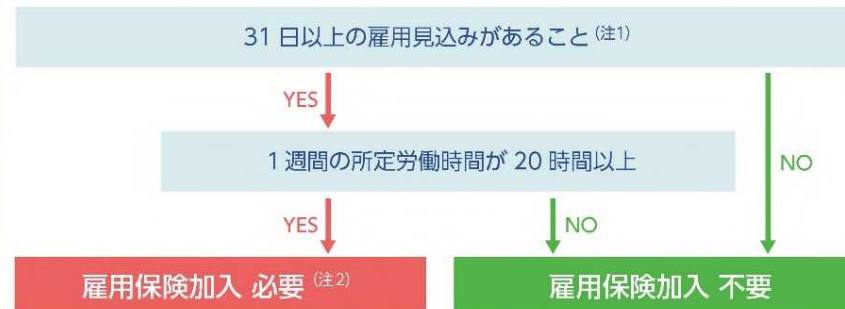 31 日以上の雇用見込みがあること(注1)
YES
1 週間の所定労働時間が 20 時間以上
NO
YES
NO
雇用保険加入 必要(注2)
雇用保険加入 不要